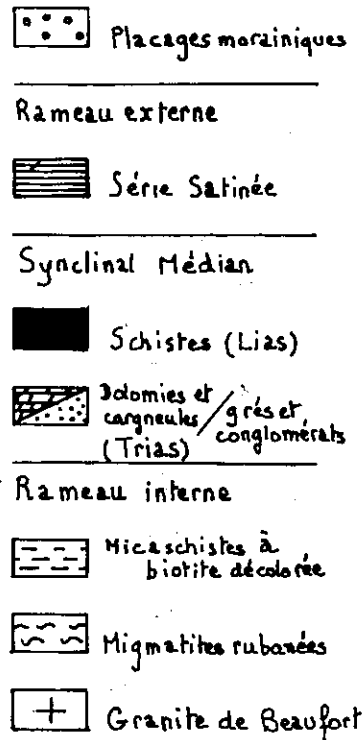 Placages morainiques
Rameau externe
Série Satinée
Synclinal Médian
Schistes (Lias)
Dolomies et
cargneules
(Trias)
/ grés et
conglomérats
Rameau interne
Micaschistes à
biotite décolorée
Migmatites rubanées
Granite de Beaufort